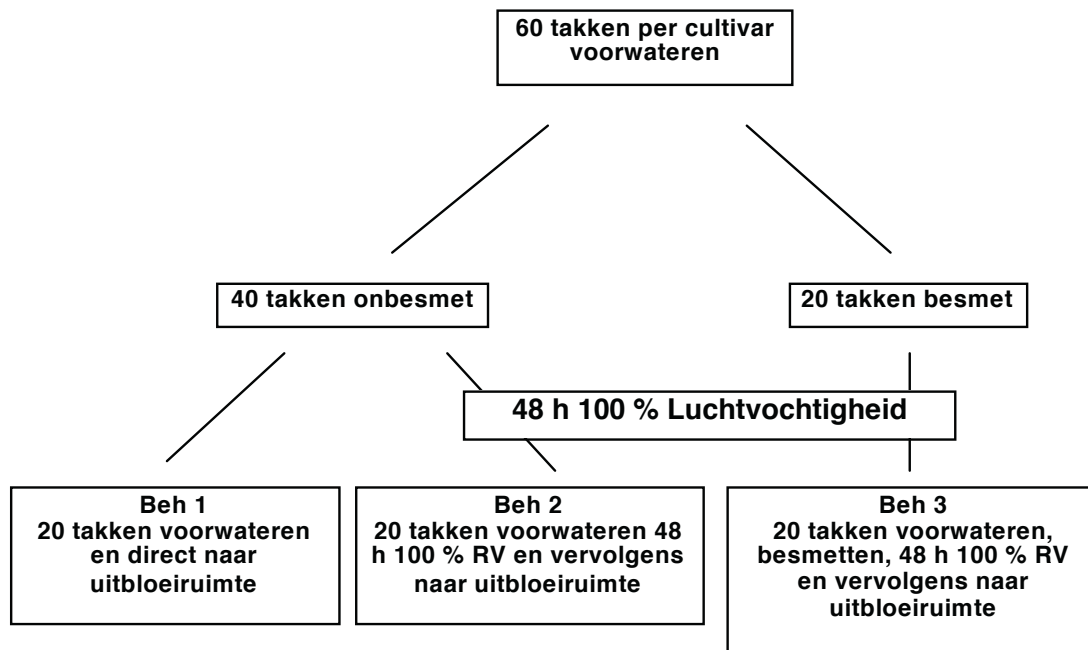 60 takken per cultivar
voorwateren
40 takken onbesmet
20 takken besmet
48 h 100 % Luchtvochtigheid
Beh 1
20 takken voorwateren
en direct naar
uitbloeiruimte
Beh 2
20 takken voorwateren 48
h 100 % RV en vervolgens
naar uitbloeiruimte
Beh 3
20 takken voorwateren,
besmetten, 48 h 100 % RV
en vervolgens naar
uitbloeiruimte